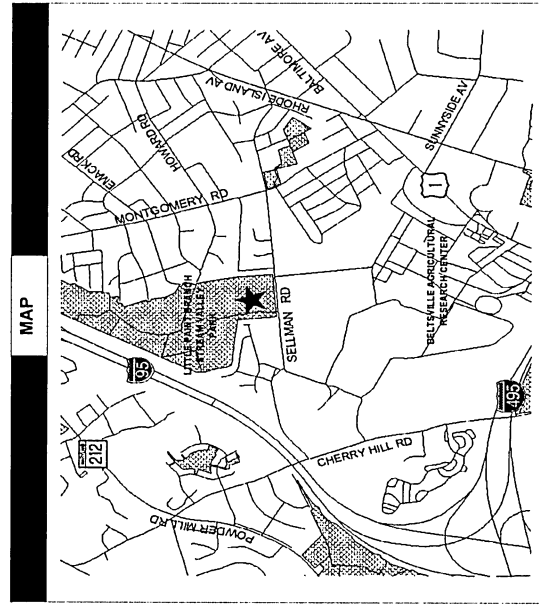 MAP
EMACK RD
HOWARD RD
BALTIMORE AV
RHODE ISLAND AV
MONTGOMERY RD
SUNNYSIDE AV
1
LITTLE PAINT BRANCH
STREAM VALLEY
PARK
SELLMAN RD
BELTSVILLE AGRICULTURAL
RESEARCH CENTER
95
212
CHERRY HILL RD
495
POWDER MILL RD